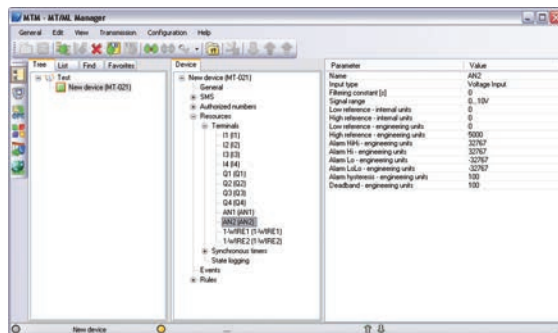 MTM - MT/ML Manager
General Edit View Transmission Configuration Help
Tree List Find Favorites
Test
New device (MT-021)
Device
New device (MT-021)
General
SMS
Authorized numbers
Resources
Terminals
I1 (I1)
I2 (I2)
I3 (I3)
I4 (I4)
Q1 (Q1)
Q2 (Q2)
Q3 (Q3)
Q4 (Q4)
AN1 (AN1)
AN2 (AN2)
1-WIRE1 (1-WIRE1)
1-WIRE2 (1-WIRE2)
Synchronous timers
State logging
Events
Rules
Parameter Value
Name AN2
Input type Voltage Input
Filtering constant [s] 0
Signal range 0...10V
Low reference - internal units 0
High reference - internal units 0
Low reference - engineering units 0
High reference - engineering units 5000
Alarm HiHi - engineering units 32767
Alarm Hi - engineering units 32767
Alarm Lo - engineering units -32767
Alarm LoLo - engineering units -32767
Alarm hysteresis - engineering units 100
Deadband - engineering units 100
New device ...